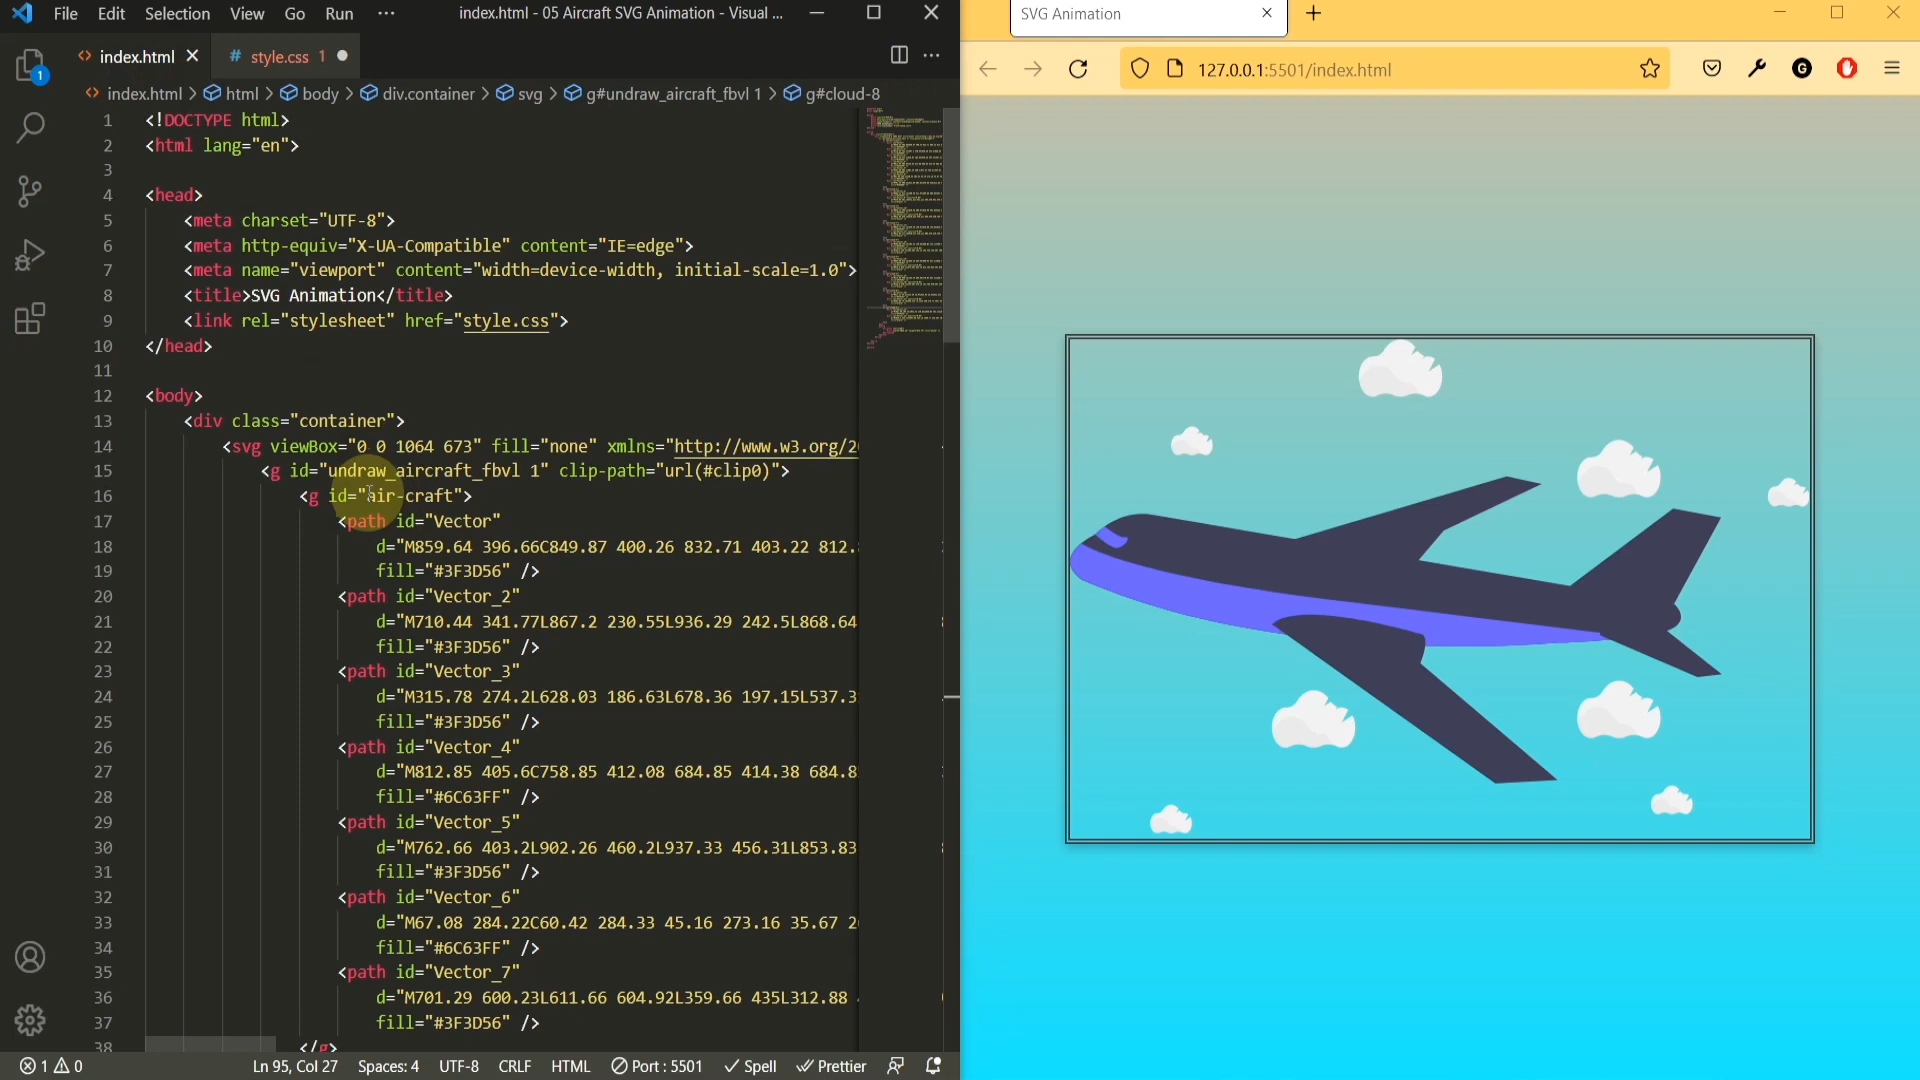 File Edit Selection View Go Run ··· index.html - 05 Aircraft SVG Animation - Visual ...
index.html style.css 1
index.html > html > body > div.container > svg > g#undraw_aircraft_fbvl 1 > g#cloud-8
1 <!DOCTYPE html>
2 <html lang="en">
3
4 <head>
5 <meta charset="UTF-8">
6 <meta http-equiv="X-UA-Compatible" content="IE=edge">
7 <meta name="viewport" content="width=device-width, initial-scale=1.0">
8 <title>SVG Animation</title>
9 <link rel="stylesheet" href="style.css">
10 </head>
11
12 <body>
13 <div class="container">
14 <svg viewBox="0 0 1064 673" fill="none" xmlns="http://www.w3.org/20
15 <g id="undraw_aircraft_fbvl 1" clip-path="url(#clip0)">
16 <g id="air-craft">
17 <path id="Vector"
18 d="M859.64 396.66C849.87 400.26 832.71 403.22 812.8
19 fill="#3F3D56" />
20 <path id="Vector_2"
21 d="M710.44 341.77L867.2 230.55L936.29 242.5L868.64
22 fill="#3F3D56" />
23 <path id="Vector_3"
24 d="M315.78 274.2L628.03 186.63L678.36 197.15L537.3
25 fill="#3F3D56" />
26 <path id="Vector_4"
27 d="M812.85 405.6C758.85 412.08 684.85 414.38 684.8
28 fill="#6C63FF" />
29 <path id="Vector_5"
30 d="M762.66 403.2L902.26 460.2L937.33 456.31L853.83
31 fill="#3F3D56" />
32 <path id="Vector_6"
33 d="M67.08 284.22C60.42 284.33 45.16 273.16 35.67 2
34 fill="#6C63FF" />
35 <path id="Vector_7"
36 d="M701.29 600.23L611.66 604.92L359.66 435L312.88
37 fill="#3F3D56" />
38 </g>
1
1 0 Ln 95, Col 27 Spaces: 4 UTF-8 CRLF HTML Port : 5501 Spell Prettier
SVG Animation
127.0.0.1:5501/index.html
G